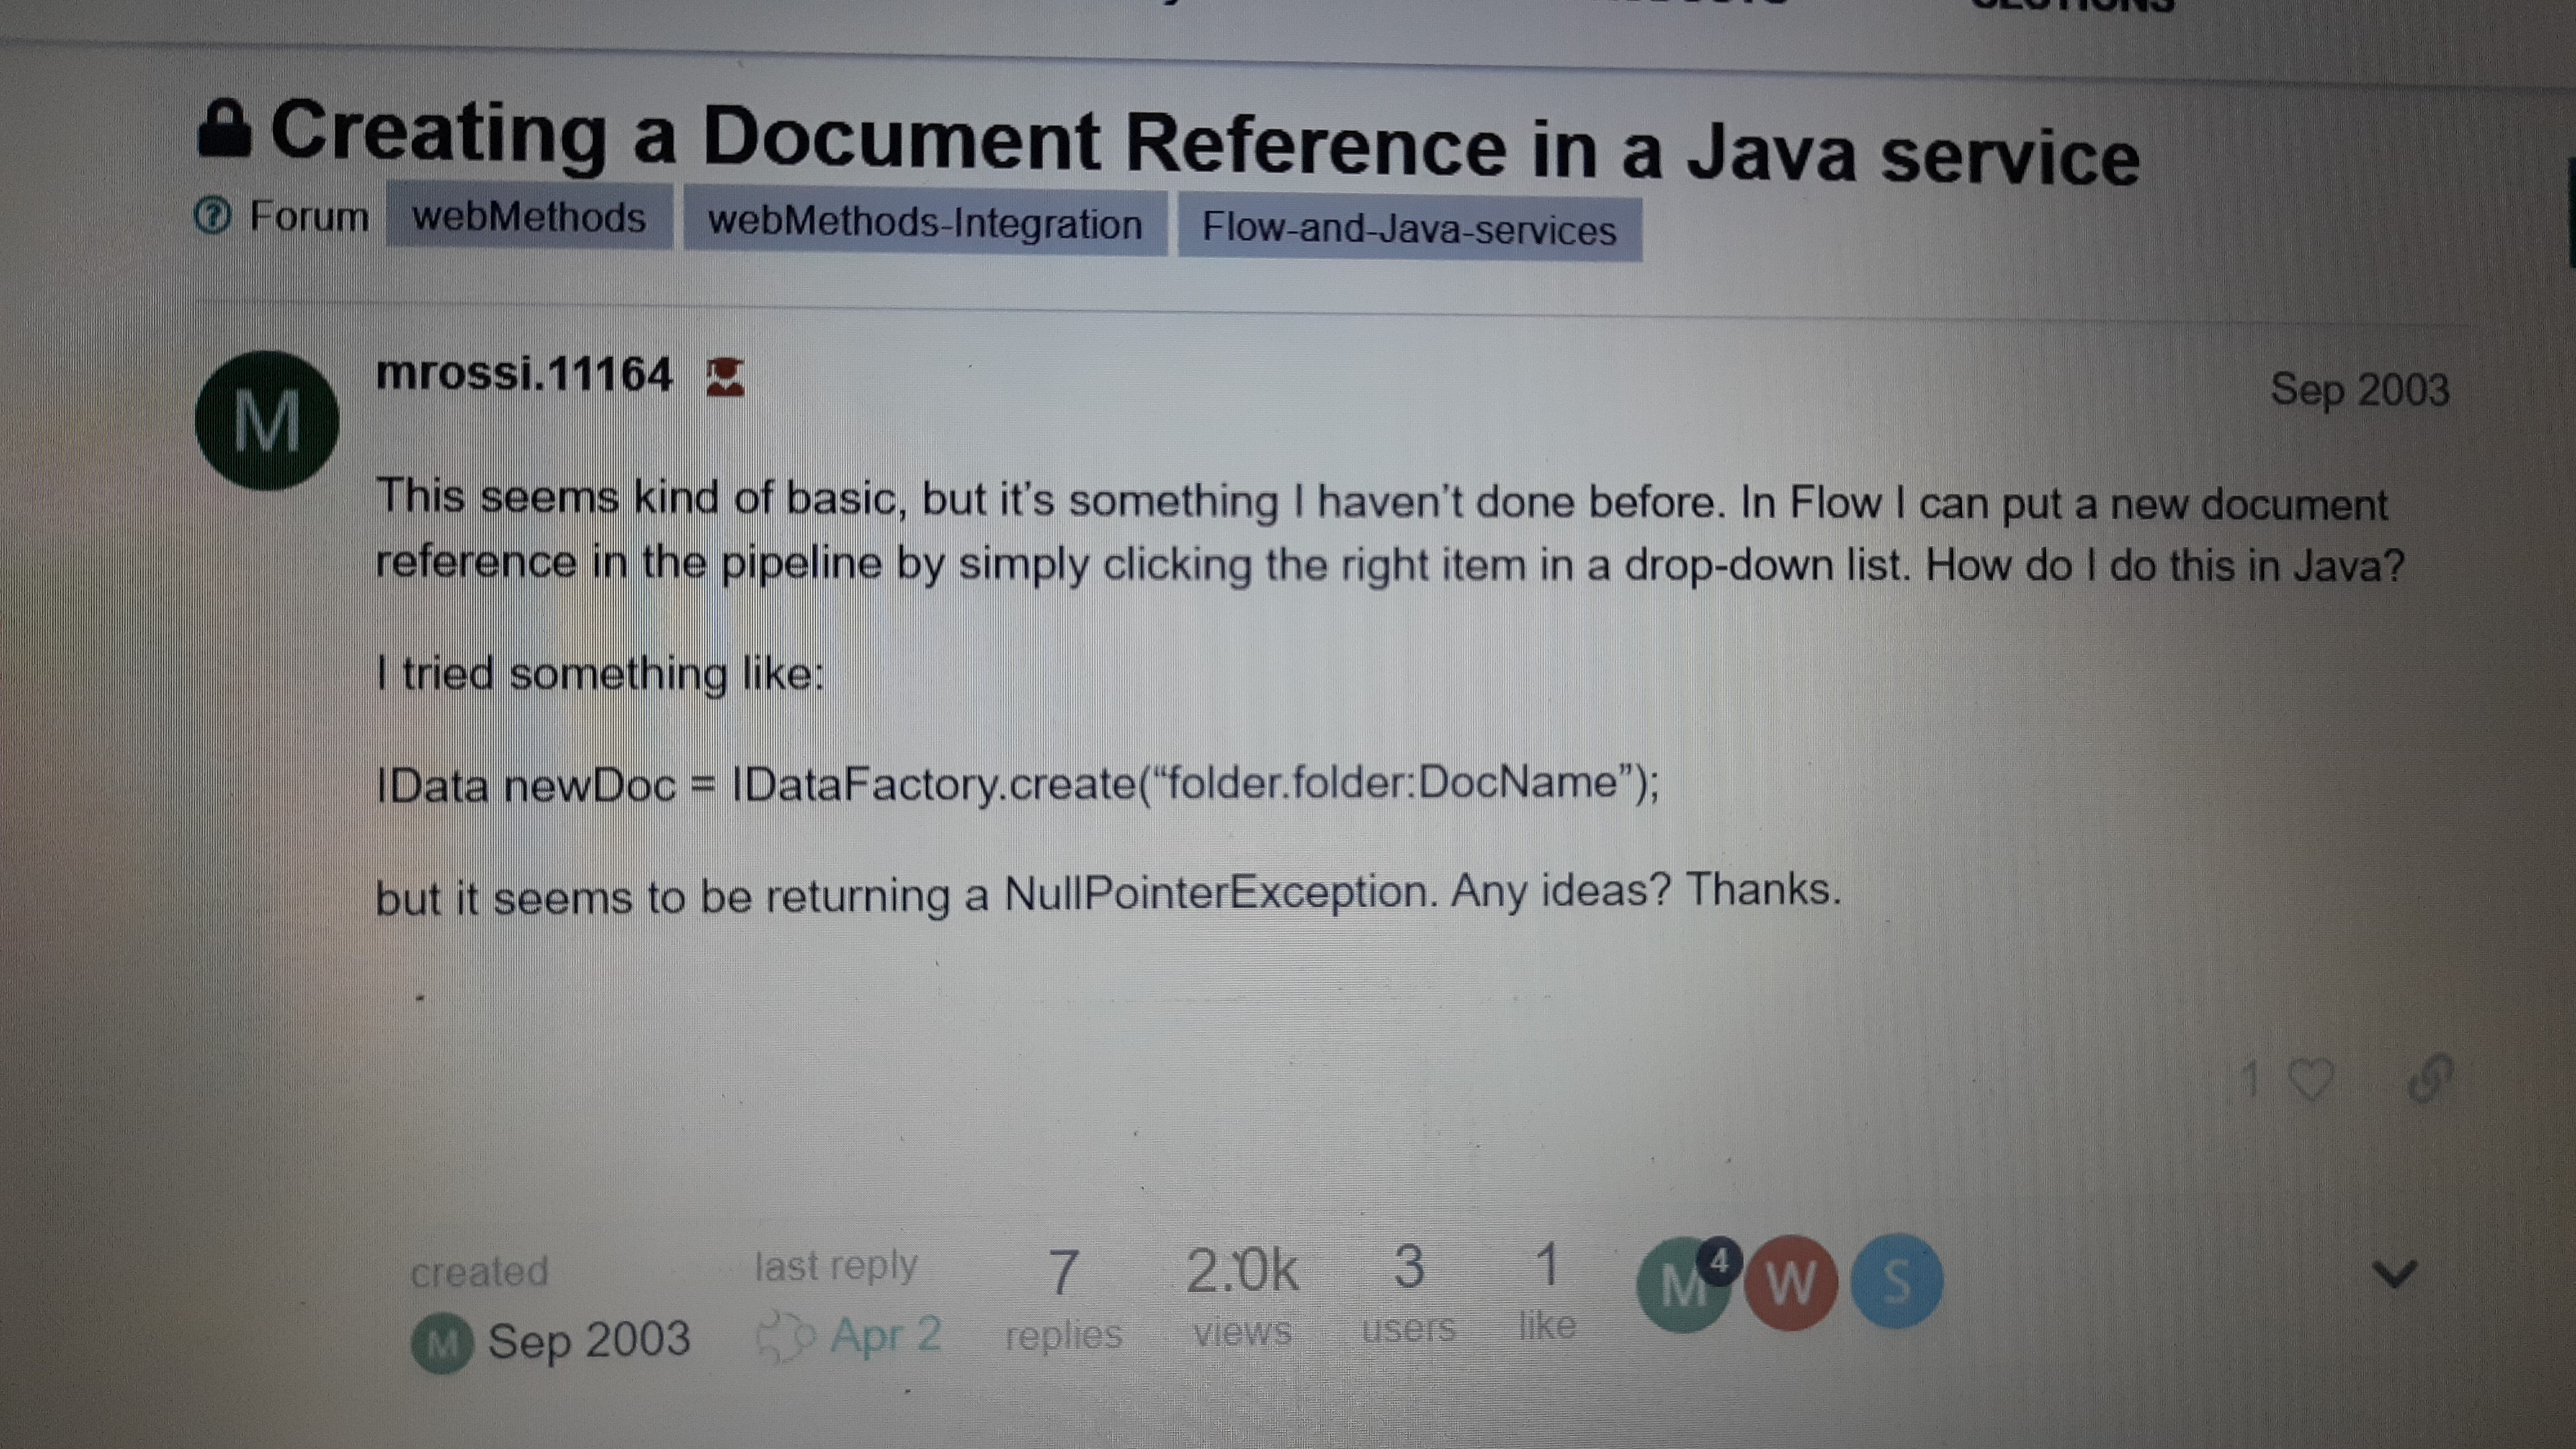 Creating a Document Reference in a Java service
Forum webMethods webMethods-Integration Flow-and-Java-services
M
mrossi.11164
Sep 2003
This seems kind of basic, but it’s something I haven’t done before. In Flow I can put a new document
reference in the pipeline by simply clicking the right item in a drop-down list. How do I do this in Java?
I tried something like:
IData newDoc = IDataFactory.create(“folder.folder:DocName”);
but it seems to be returning a NullPointerException. Any ideas? Thanks.
1
created last reply 7 2.0k 3 1 M 4 W S
M Sep 2003 Apr 2 replies views users like